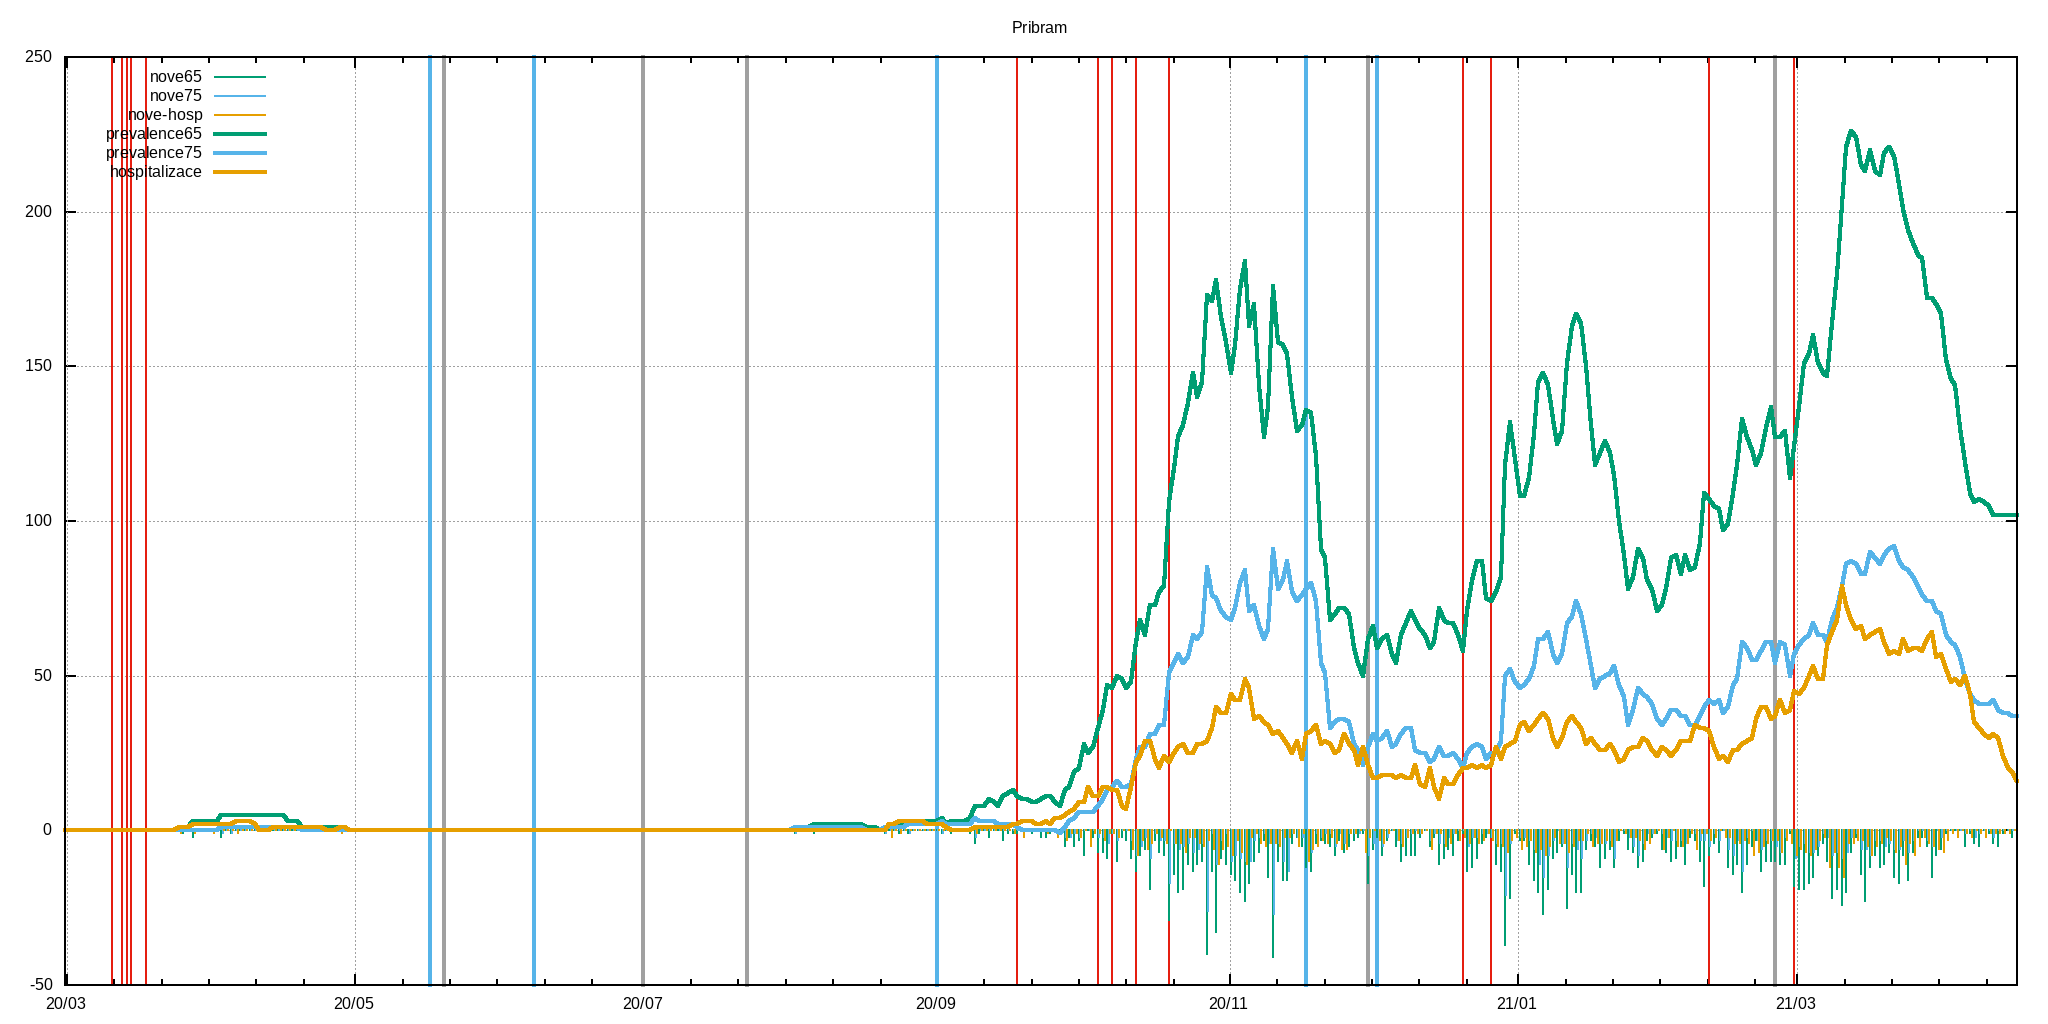 Pribram
250
200
150
100
50
0
-50
nove65
nove75
nove-hosp
prevalence65
prevalence75
hospitalizace
20/03 20/05 20/07 20/09 20/11 21/01 21/03